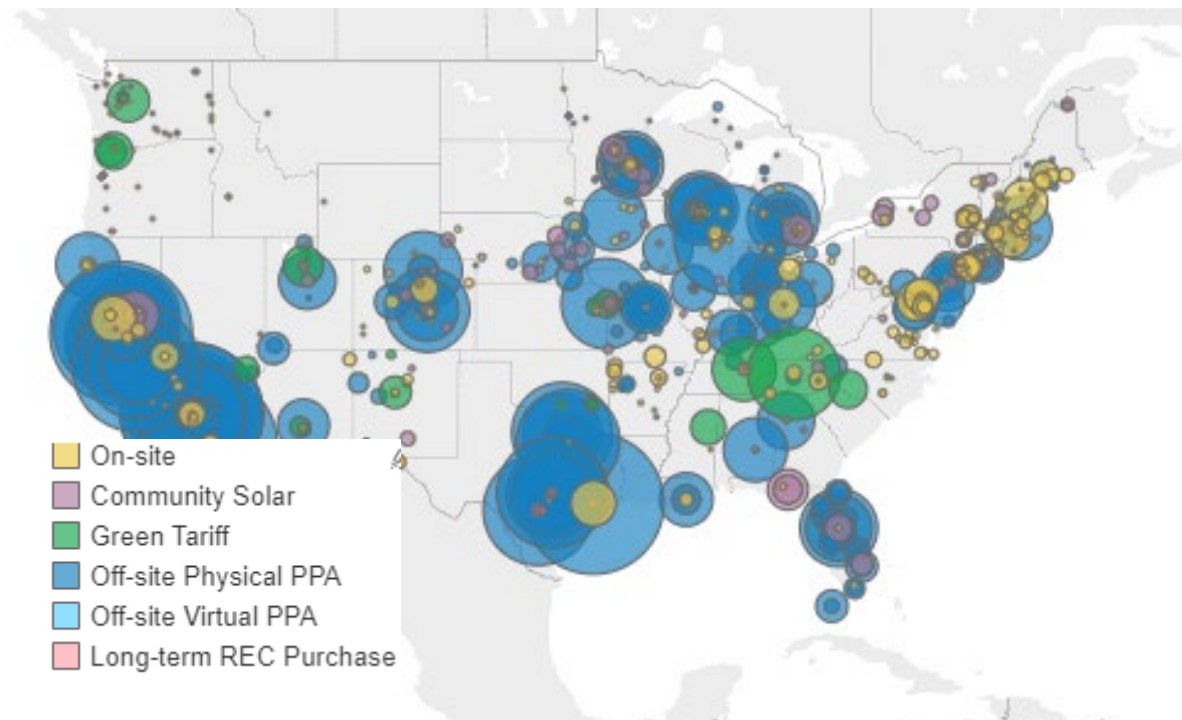 On-site
Community Solar
Green Tariff
Off-site Physical PPA
Off-site Virtual PPA
Long-term REC Purchase